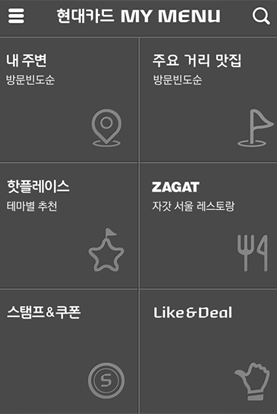 현대카드 MY MENU
내 주변
방문빈도순
주요 거리 맛집
방문빈도순
핫플레이스
테마별 추천
ZAGAT
자갓 서울 레스토랑
스탬프&쿠폰
S
Like&Deal